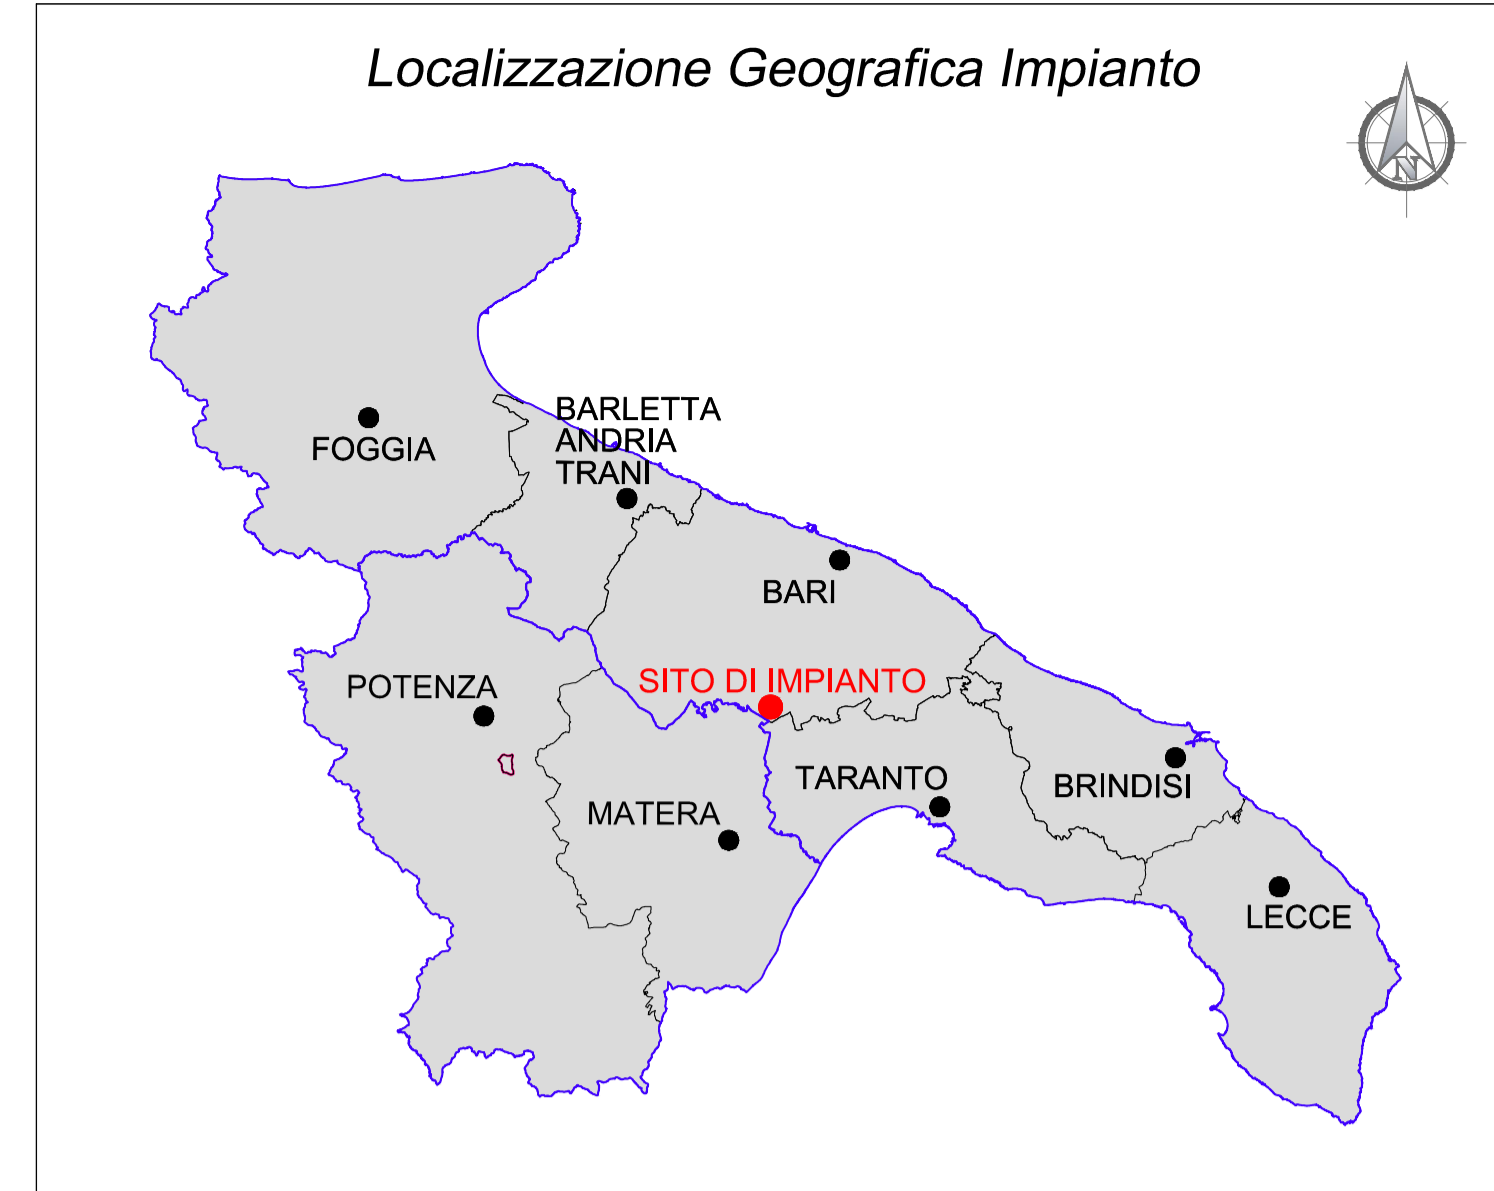 Localizzazione Geografica Impianto
N
BARLETTA
ANDRIA
TRANI
FOGGIA
BARI
SITO DI IMPIANTO
POTENZA
TARANTO
BRINDISI
MATERA
LECCE